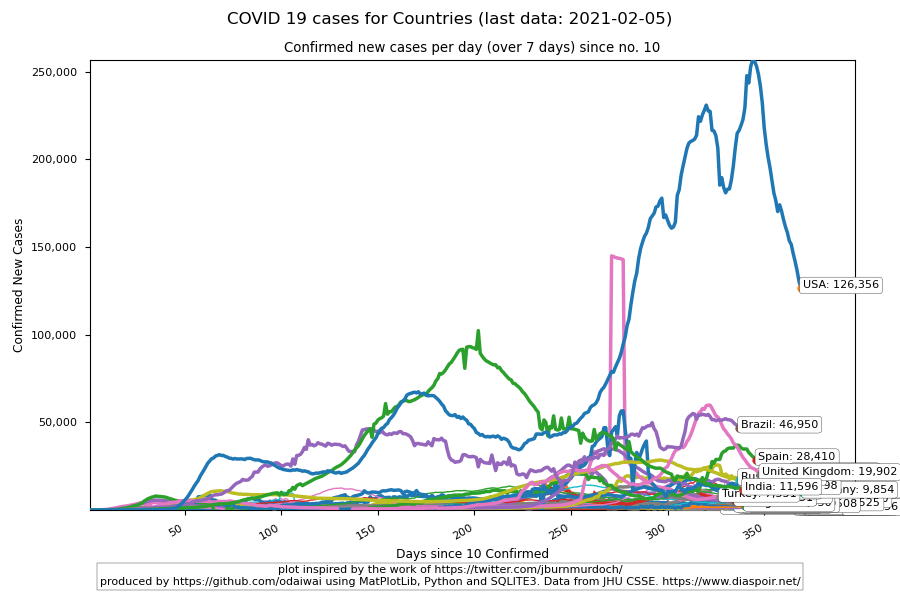 COVID 19 cases for Countries (last data: 2021-02-05)
Confirmed new cases per day (over 7 days) since no. 10
250,000
200,000
150,000
100,000
50,000
Confirmed New Cases
USA: 126,356
Brazil: 46,950
Spain: 28,410
United Kingdom: 19,902
India: 11,596
ny: 9,854
50
100
150
200
250
300
350
Days since 10 Confirmed
plot inspired by the work of https://twitter.com/jburnmurdoch/
produced by https://github.com/odaiwai using MatPlotLib, Python and SQLITE3. Data from JHU CSSE. https://www.diaspoir.net/